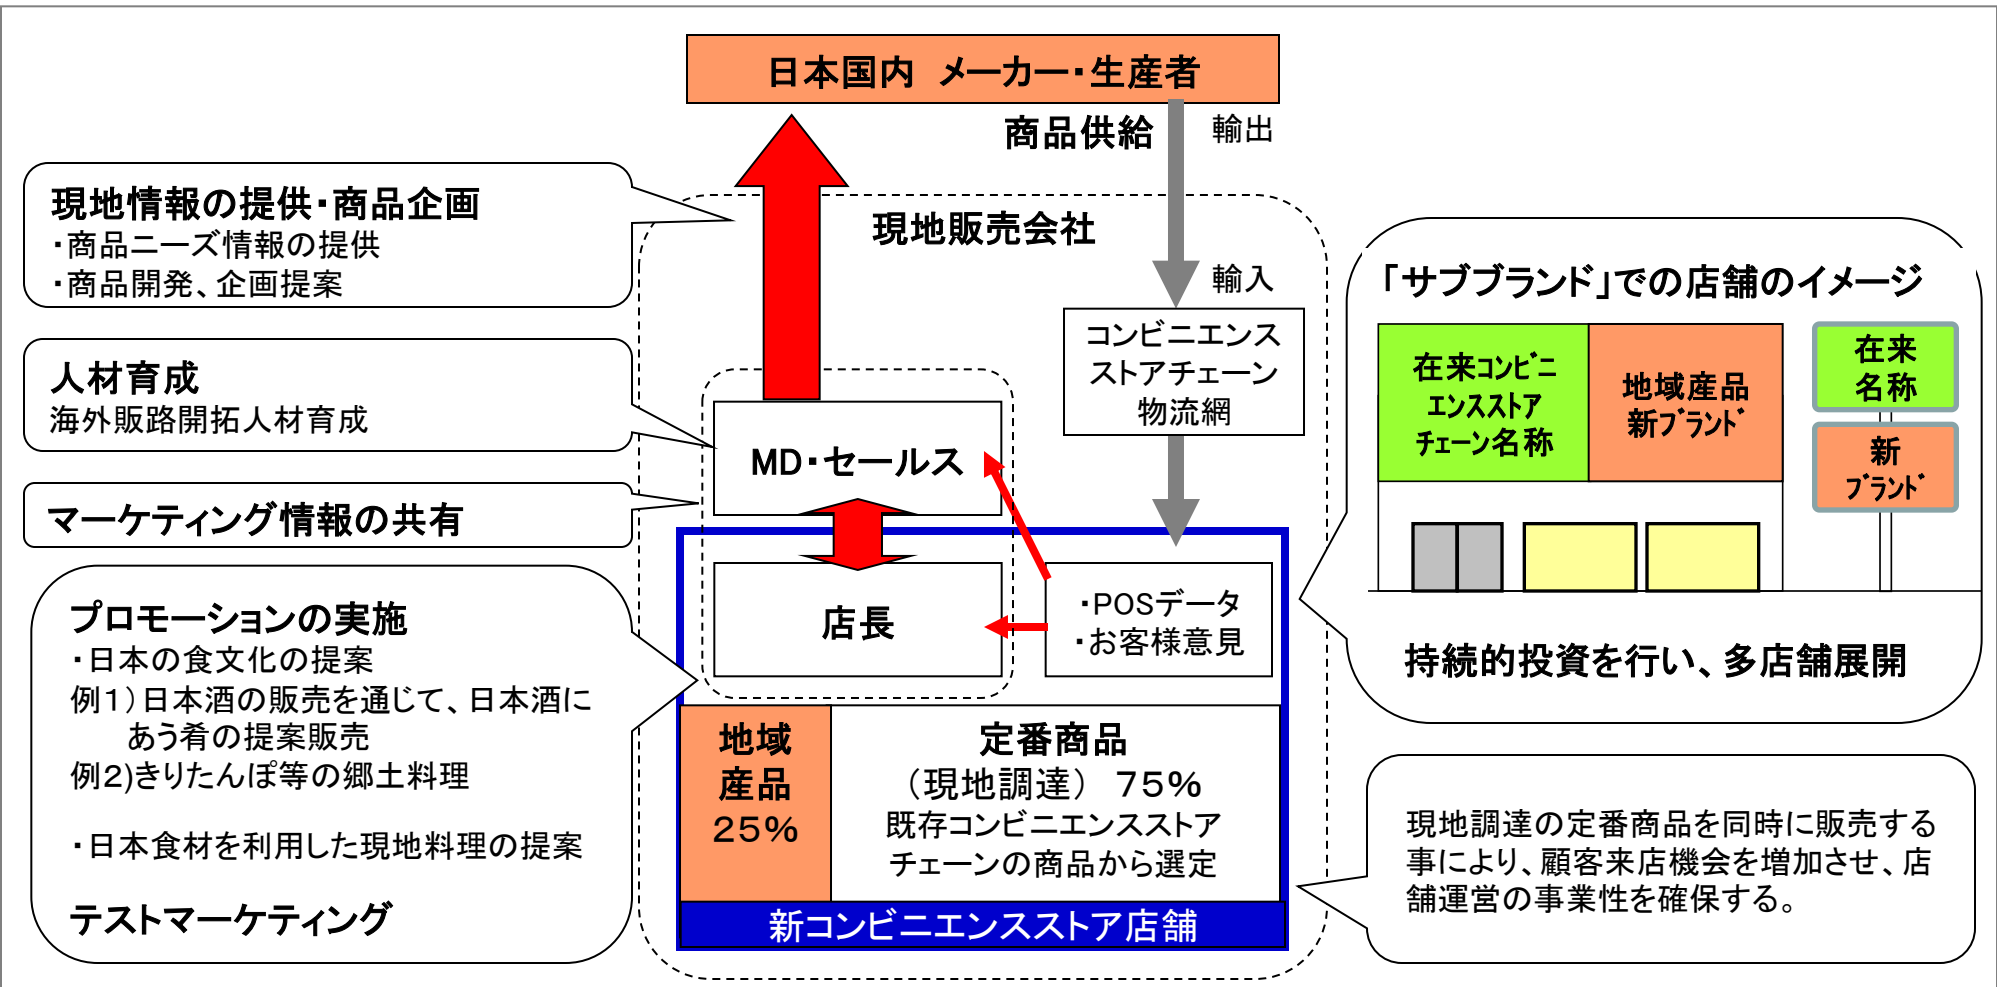 日本国内 メーカー・生産者
商品供給
輸出
現地情報の提供・商品企画
・商品ニーズ情報の提供
・商品開発、企画提案
現地販売会社
輸入
コンビニエンス
ストアチェーン
物流網
人材育成
海外販路開拓人材育成
MD・セールス
マーケティング情報の共有
店長
・POSデータ
・お客様意見
プロモーションの実施
・日本の食文化の提案
例1）日本酒の販売を通じて、日本酒に
あう肴の提案販売
例2)きりたんぽ等の郷土料理
・日本食材を利用した現地料理の提案
テストマーケティング
地域
産品
25%
定番商品
（現地調達） 75%
既存コンビニエンスストア
チェーンの商品から選定
新コンビニエンスストア店舗
「サブブランド」での店舗のイメージ
在来ｺﾝﾋﾞﾆ
ｴﾝｽｽﾄｱ
ﾁｪｰﾝ名称
地域産品
新ﾌﾞﾗﾝﾄﾞ
在来
名称
新
ﾌﾞﾗﾝﾄﾞ
持続的投資を行い、多店舗展開
現地調達の定番商品を同時に販売する
事により、顧客来店機会を増加させ、店
舗運営の事業性を確保する。